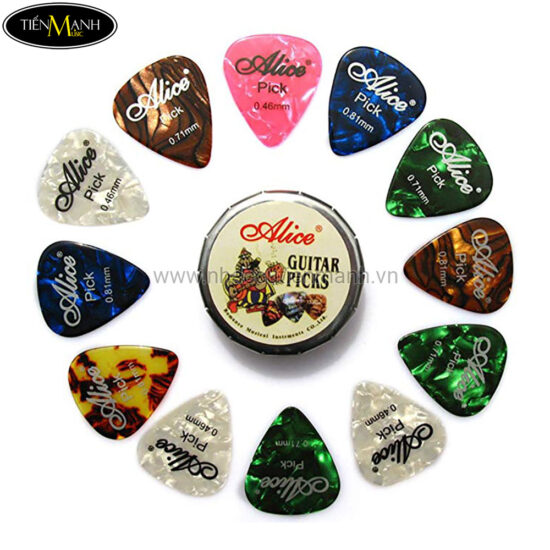 TIẾN MẠNH
MUSIC
Alice®
Pick
0.46mm
Alice®
Pick
0.71mm
Alice®
Pick
0.81mm
Alice®
Pick
0.46mm
Alice®
Pick
0.71mm
Alice®
GUITAR
PICKS
Alice®
Pick
0.81mm
Alice®
Pick
0.81mm
Alice
Pick
Alice
Pick
0.71mm
Alice
Pick
0.46mm
Alice
Pick
0.71mm
Alice
Pick
0.46mm